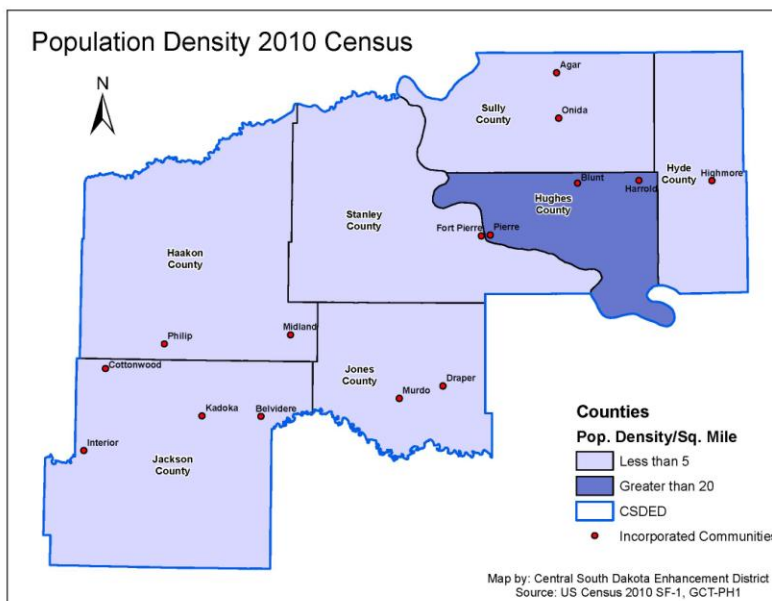 Population Density 2010 Census
N
Agar
Onida
Sully
County
Hyde
County
Highmore
Blunt
Harrold
Hughes
County
Stanley
County
Fort Pierre
Pierre
Haakon
County
Midland
Philip
Cottonwood
Jones
County
Draper
Murdo
Kadoka
Belvidere
Interior
Jackson
County
Counties
Pop. Density/Sq. Mile
Less than 5
Greater than 20
CSDED
Incorporated Communities
Map by: Central South Dakota Enhancement District
Source: US Census 2010 SF-1, GCT-PH1